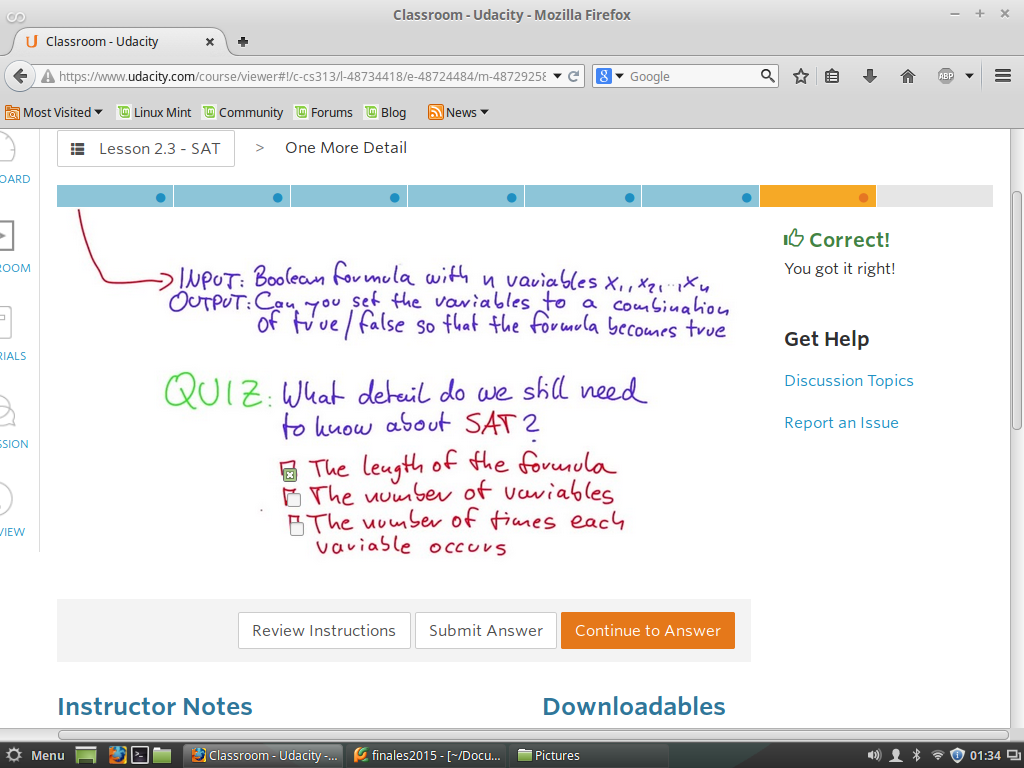 Classroom - Udacity - Mozilla Firefox
Classroom - Udacity
https://www.udacity.com/course/viewer#!/c-cs313/l-48734418/e-48724484/m-48729258
Google
ABP
Most Visited
Linux Mint
Community
Forums
Blog
News
Lesson 2.3 - SAT > One More Detail
OARD
ROOM
RIALS
SSION
VIEW
INPUT: Boolean formula with n variables x1, x2, ..., xn
OUTPUT: Can you set the variables to a combination
of true/false so that the formula becomes true
QUIZ: What detail do we still need
to know about SAT?
The length of the formula
The number of variables
The number of times each
variable occurs
Correct!
You got it right!
Get Help
Discussion Topics
Report an Issue
Review Instructions
Submit Answer
Continue to Answer
Instructor Notes
Downloadables
Menu
Classroom - Udacity -...
finales2015 - [~/Docu...
Pictures
01:34